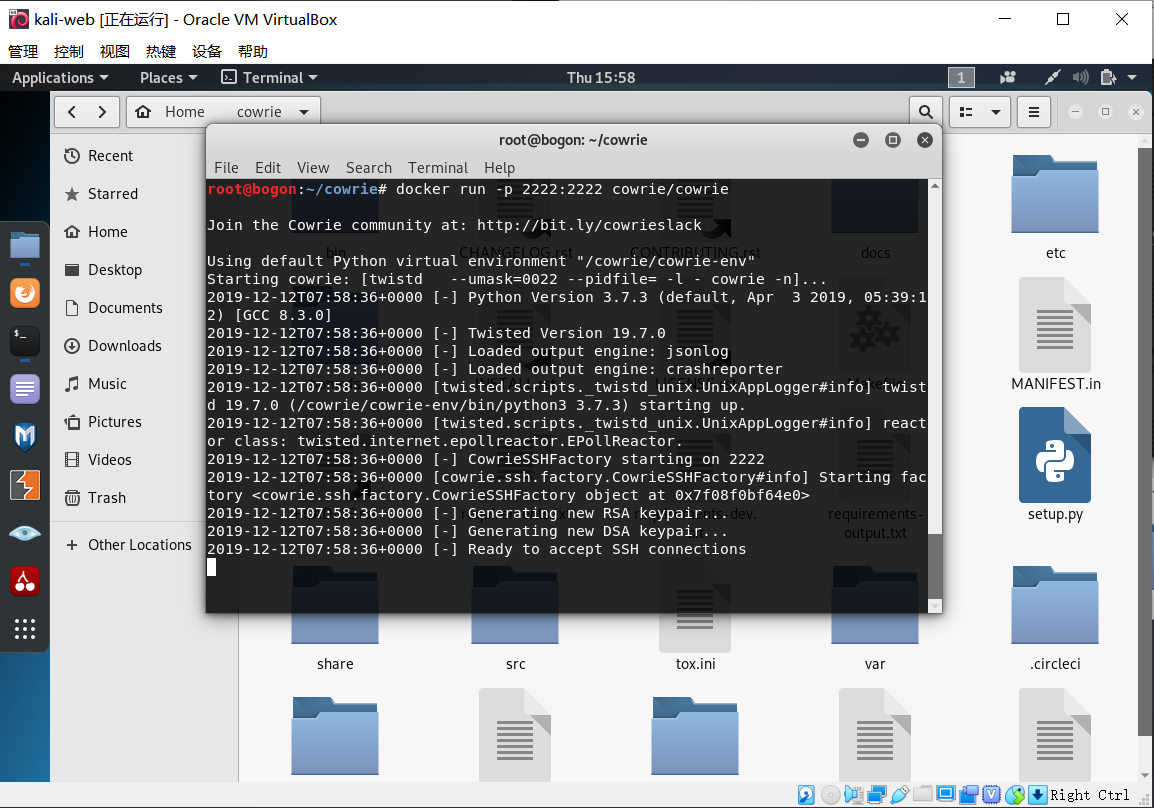 kali-web [正在运行] - Oracle VM VirtualBox
管理 控制 视图 热键 设备 帮助
Applications Places Terminal Thu 15:58 1
Home cowrie
root@bogon: ~/cowrie
File Edit View Search Terminal Help
Recent
Starred
Home
Desktop
Documents
Downloads
Music
Pictures
Videos
Trash
+ Other Locations
root@bogon:~/cowrie# docker run -p 2222:2222 cowrie/cowrie
Join the Cowrie community at: http://bit.ly/cowrieslack
Using default Python virtual environment "/cowrie/cowrie-env"
Starting cowrie: [twistd   --umask=0022 --pidfile= -l - cowrie -n]...
2019-12-12T07:58:36+0000 [-] Python Version 3.7.3 (default, Apr  3 2019, 05:39:1
2) [GCC 8.3.0]
2019-12-12T07:58:36+0000 [-] Twisted Version 19.7.0
2019-12-12T07:58:36+0000 [-] Loaded output engine: jsonlog
2019-12-12T07:58:36+0000 [-] Loaded output engine: crashreporter
2019-12-12T07:58:36+0000 [twisted.scripts._twistd_unix.UnixAppLogger#info] twist
d 19.7.0 (/cowrie/cowrie-env/bin/python3 3.7.3) starting up.
2019-12-12T07:58:36+0000 [twisted.scripts._twistd_unix.UnixAppLogger#info] react
or class: twisted.internet.epollreactor.EPollReactor.
2019-12-12T07:58:36+0000 [-] CowrieSSHFactory starting on 2222
2019-12-12T07:58:36+0000 [cowrie.ssh.factory.CowrieSSHFactory#info] Starting fac
tory <cowrie.ssh.factory.CowrieSSHFactory object at 0x7f08f0bf64e0>
2019-12-12T07:58:36+0000 [-] Generating new RSA keypair...
2019-12-12T07:58:36+0000 [-] Generating new DSA keypair...
2019-12-12T07:58:36+0000 [-] Ready to accept SSH connections
bin CHANGELOG.rst CONTRIBUTING.rst docs etc
MANIFEST.in
requirements-dev. requirements- setup.py
output.txt
share src tox.ini var .circleci
Right Ctrl